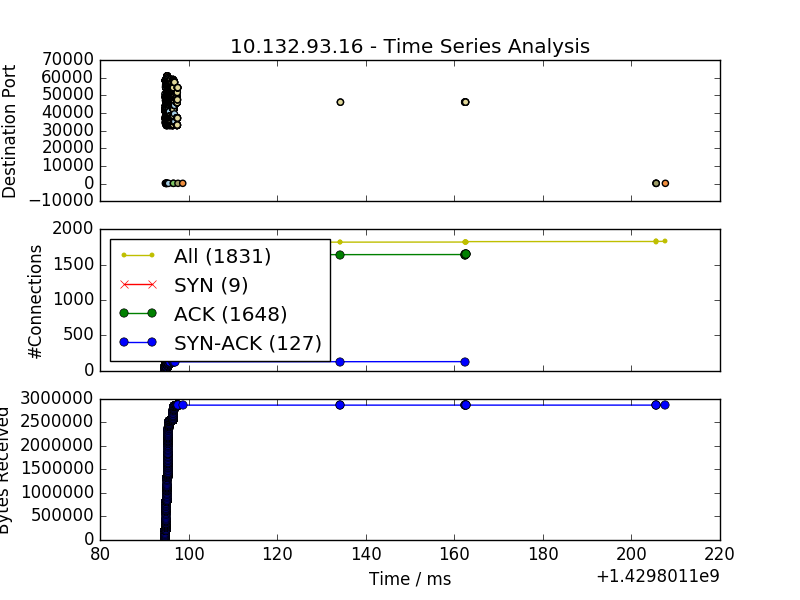 10.132.93.16 - Time Series Analysis
Destination Port
70000
60000
50000
40000
30000
20000
10000
0
−10000
#Connections
2000
1500
1000
500
0
All (1831)
SYN (9)
ACK (1648)
SYN-ACK (127)
Bytes Received
3000000
2500000
2000000
1500000
1000000
500000
0
80 100 120 140 160 180 200 220
Time / ms
+1.4298011e9